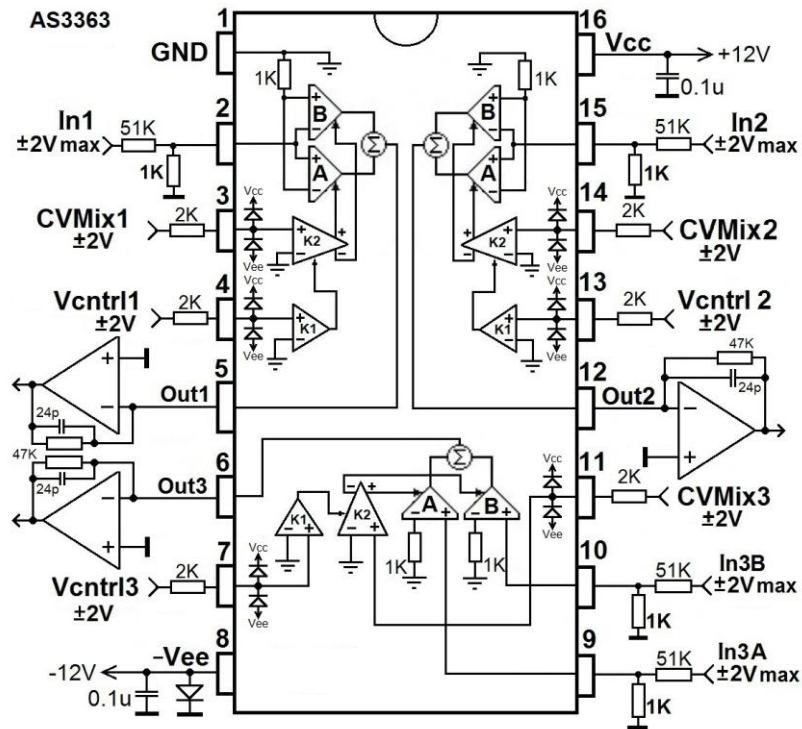 AS3363
1
GND
1K
2
In1
±2V max
51K
1K
B
A
Σ
3
CVMix1
±2V
2K
Vcc
Vee
K2
4
Vcntrl1
±2V
2K
Vcc
Vee
K1
5
Out1
24p
47K
6
Out3
24p
7
Vcntrl3
±2V
2K
Vcc
Vee
K1
K2
A
B
Σ
1K
1K
8
–Vee
-12V
0.1u
16
Vcc
+12V
0.1u
1K
15
In2
±2V max
51K
1K
B
A
Σ
14
CVMix2
±2V
2K
Vcc
Vee
K2
13
Vcntrl 2
±2V
2K
Vcc
Vee
K1
12
Out2
47K
24p
11
CVMix3
±2V
2K
Vcc
Vee
10
In3B
±2V max
51K
1K
9
In3A
±2V max
51K
1K